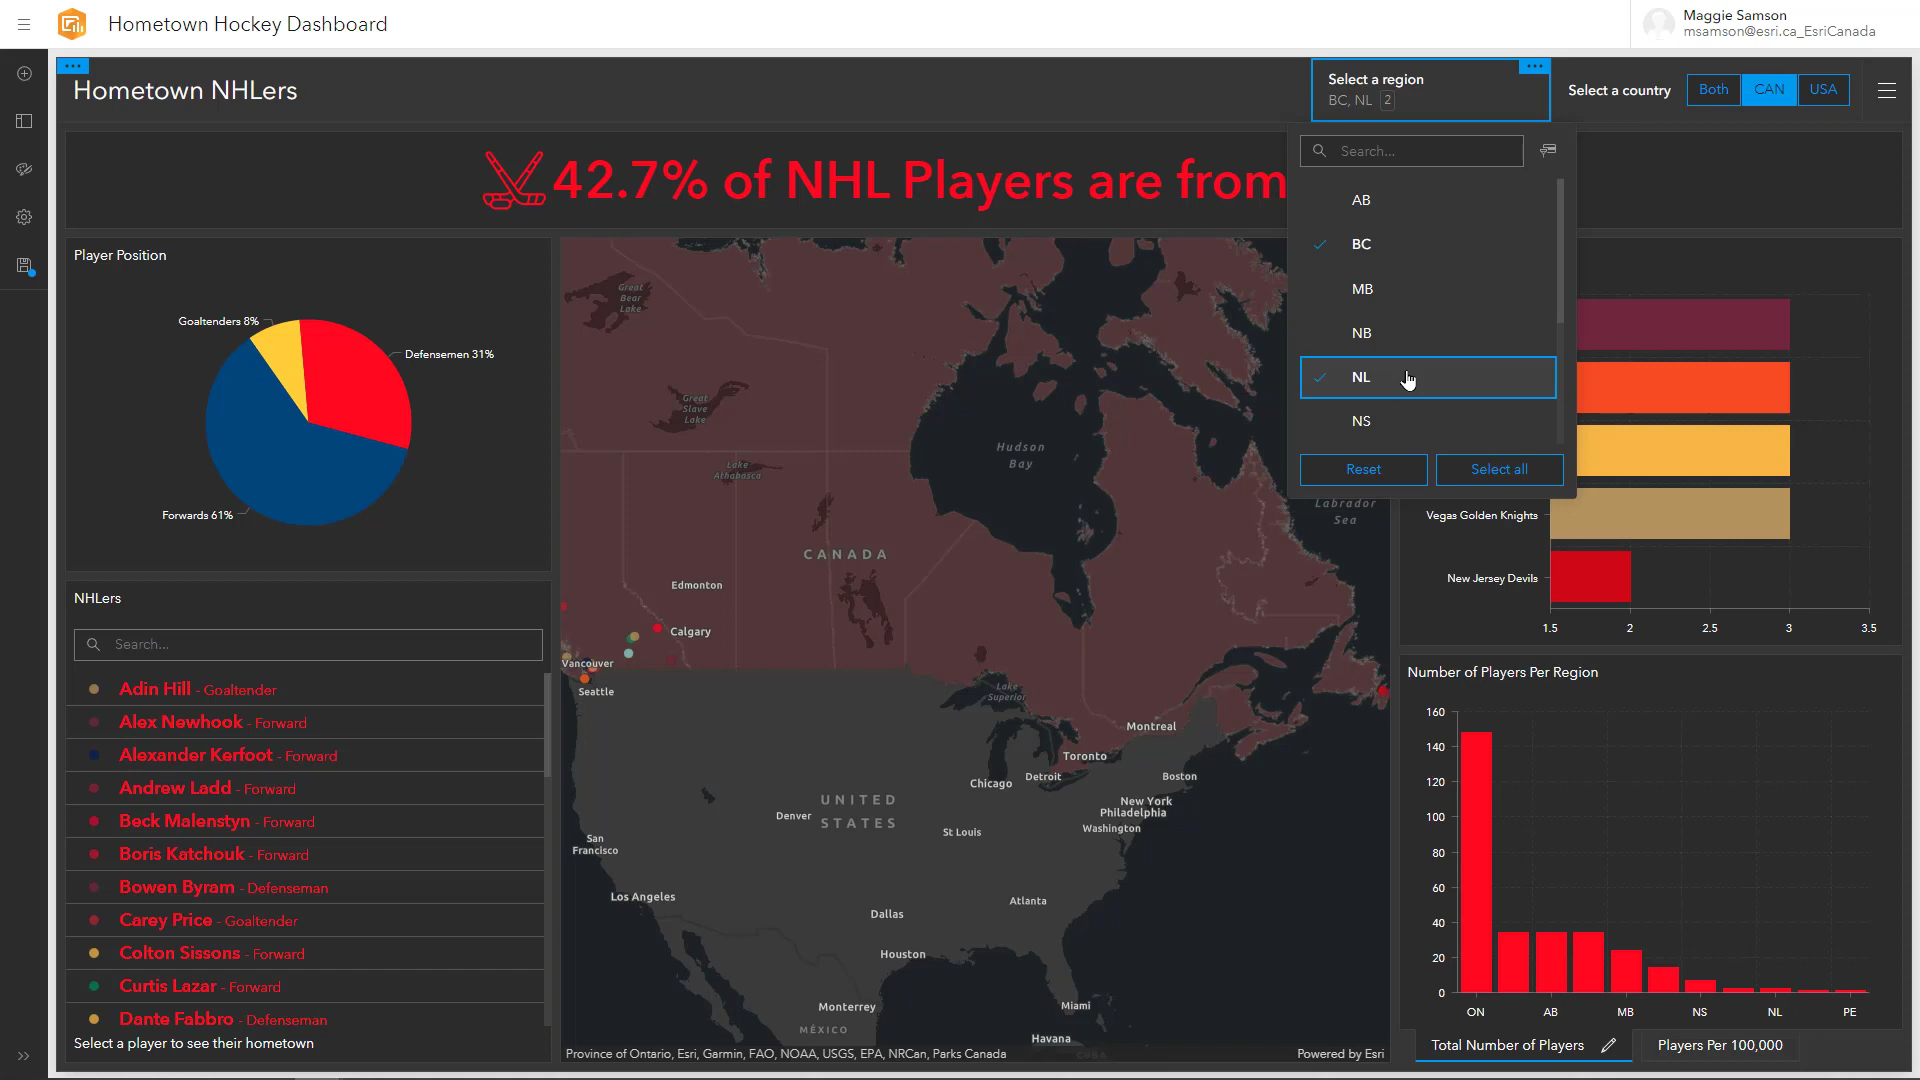 Hometown Hockey Dashboard
Maggie Samson
msamson@esri.ca_EsriCanada
Hometown NHLers
Select a region
BC, NL 2
Select a country
Both
CAN
USA
42.7% of NHL Players are from
Search...
AB
BC
MB
NB
NL
NS
Reset
Select all
Player Position
Goaltenders 8%
Defensemen 31%
Forwards 61%
NHLers
Search...
Adin Hill - Goaltender
Alex Newhook - Forward
Alexander Kerfoot - Forward
Andrew Ladd - Forward
Beck Malenstyn - Forward
Boris Katchouk - Forward
Bowen Byram - Defenseman
Carey Price - Goaltender
Colton Sissons - Forward
Curtis Lazar - Forward
Dante Fabbro - Defenseman
Select a player to see their hometown
Great
Bear
Lake
Great
Slave
Lake
Lake
Athabasca
Hudson
Bay
Labrador
Sea
CANADA
Edmonton
Calgary
Vancouver
Seattle
Lake
Superior
Montreal
Toronto
Chicago
Detroit
Boston
New York
Philadelphia
Washington
UNITED
STATES
Denver
St Louis
San
Francisco
Los Angeles
Atlanta
Dallas
Houston
Monterrey
MÉXICO
Miami
Havana
CUBA
Province of Ontario, Esri, Garmin, FAO, NOAA, USGS, EPA, NRCan, Parks Canada
Powered by Esri
Vegas Golden Knights
New Jersey Devils
1.5
2
2.5
3
3.5
Number of Players Per Region
160
140
120
100
80
60
40
20
0
ON
AB
MB
NS
NL
PE
Total Number of Players
Players Per 100,000